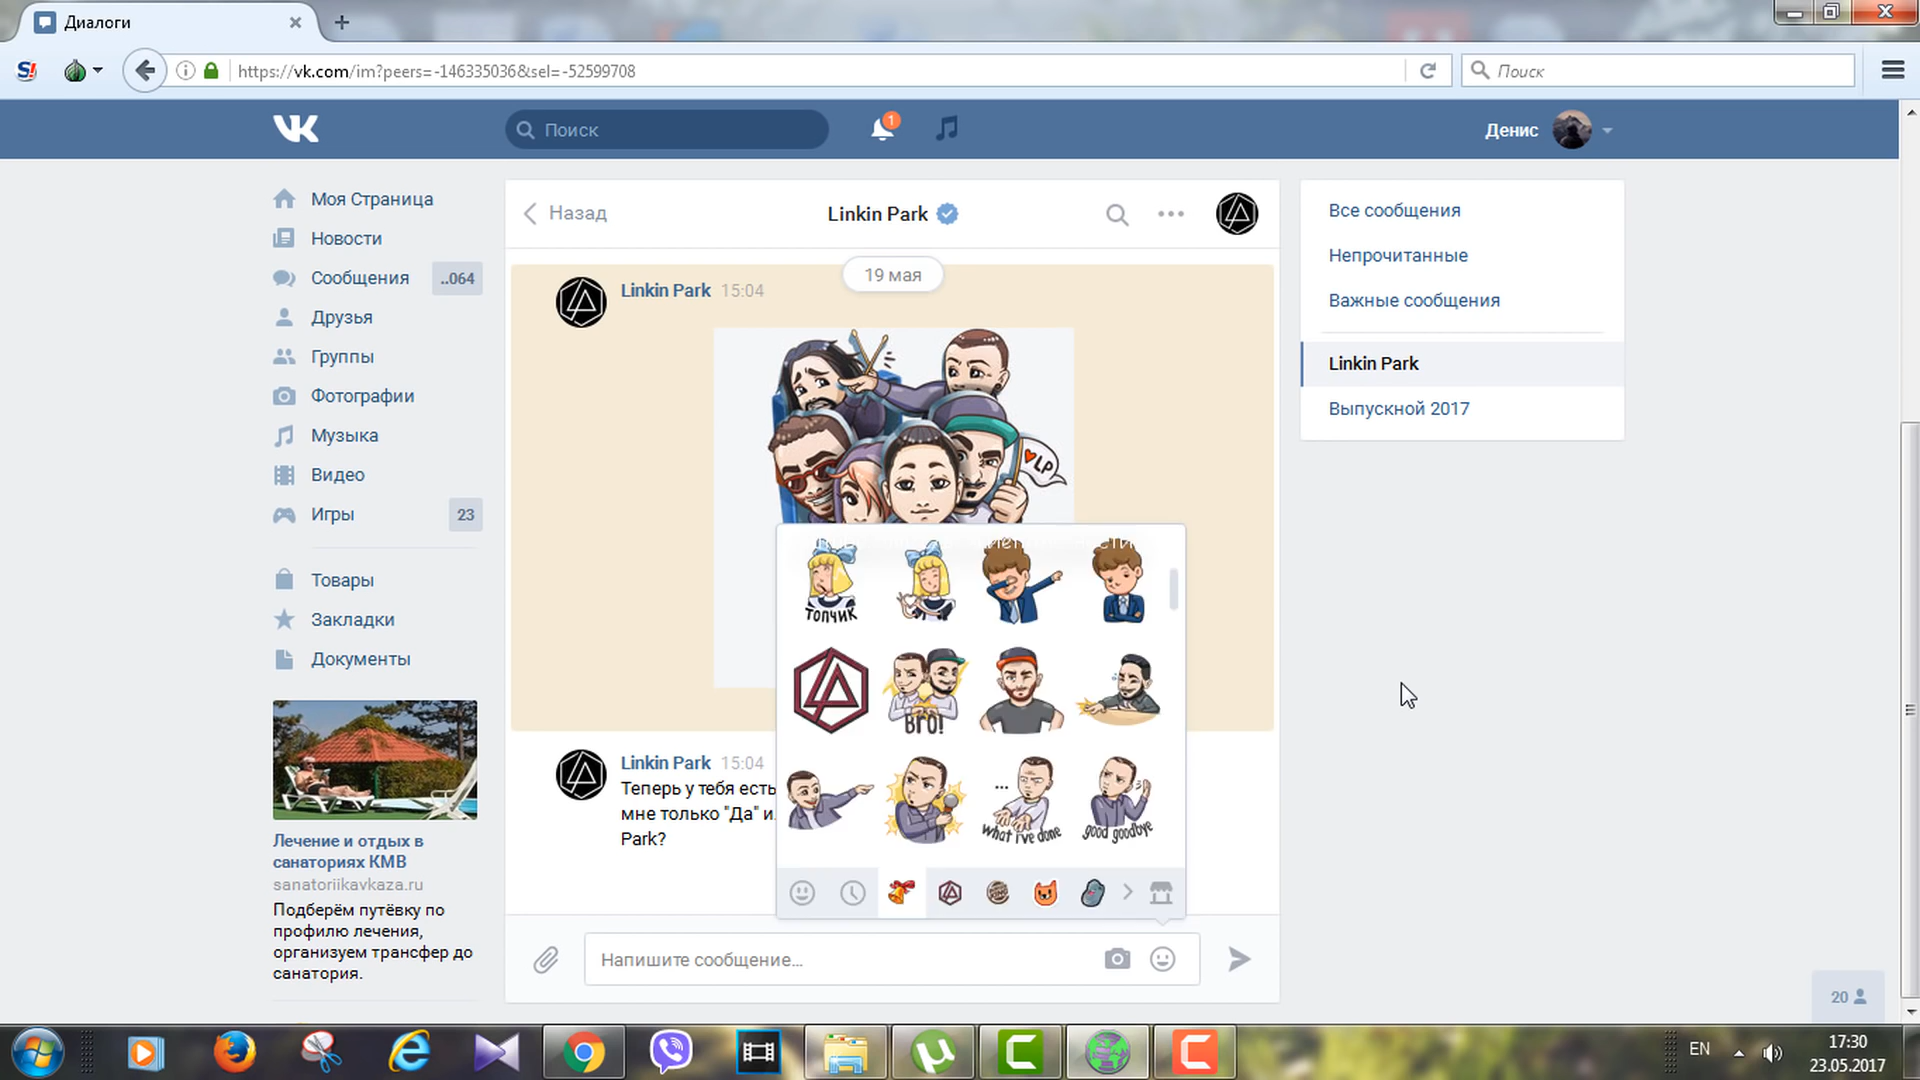 Диалоги
https://vk.com/im?peers=-146335036&sel=-52599708
Поиск
Поиск
1
Денис
Моя Страница
Новости
Сообщения ..064
Друзья
Группы
Фотографии
Музыка
Видео
Игры 23
Товары
Закладки
Документы
Лечение и отдых в
санаториях КМВ
sanatoriikavkaza.ru
Подберём путёвку по
профилю лечения,
организуем трансфер до
санатория.
Назад
Linkin Park
19 мая
Linkin Park 15:04
LP
ТОПЧИК
BRO!
...
what i've done
good goodbye
Linkin Park 15:04
Теперь у тебя есть
мне только "Да" и
Park?
BURGER KING
Напишите сообщение...
Все сообщения
Непрочитанные
Важные сообщения
Linkin Park
Выпускной 2017
20
EN
17:30
23.05.2017